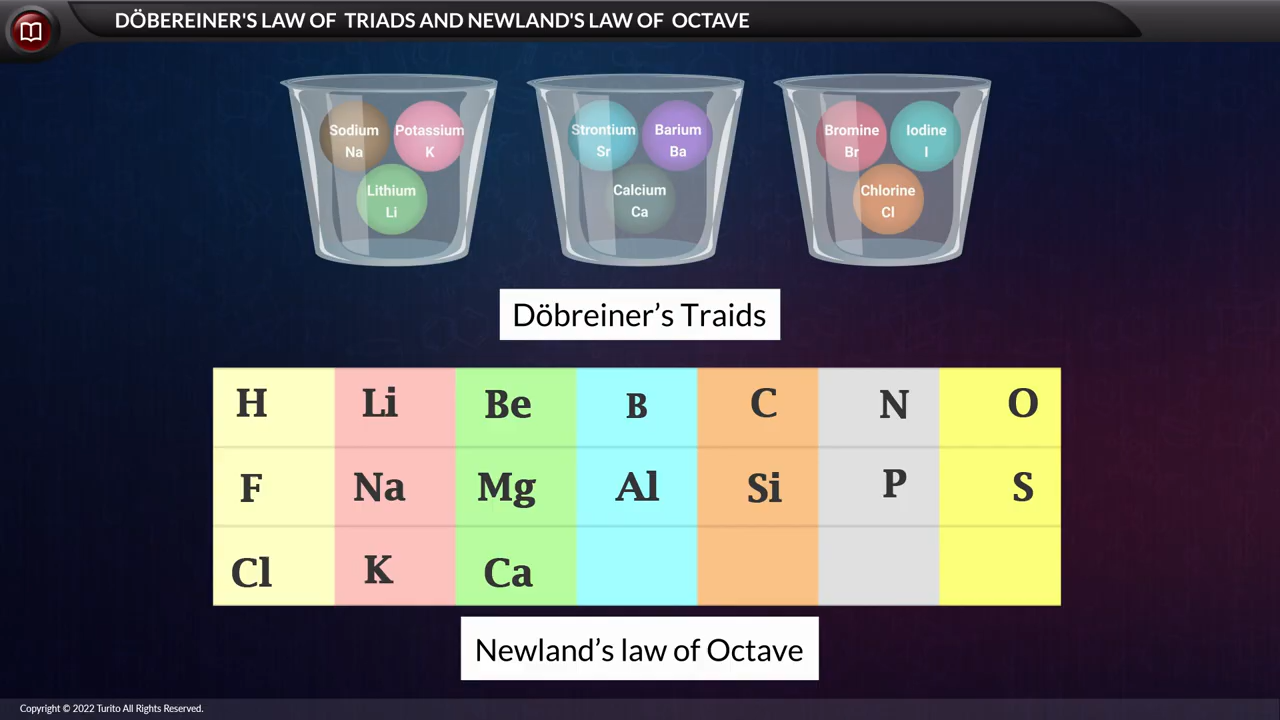 DÖBEREINER'S LAW OF TRIADS AND NEWLAND'S LAW OF OCTAVE
Sodium
Na
Potassium
K
Lithium
Li
Strontium
Sr
Barium
Ba
Calcium
Ca
Bromine
Br
Iodine
I
Chlorine
Cl
Döbreiner's Traids
H Li Be B C N O
F Na Mg Al Si P S
Cl K Ca
Newland's law of Octave
Copyright © 2022 Turito All Rights Reserved.